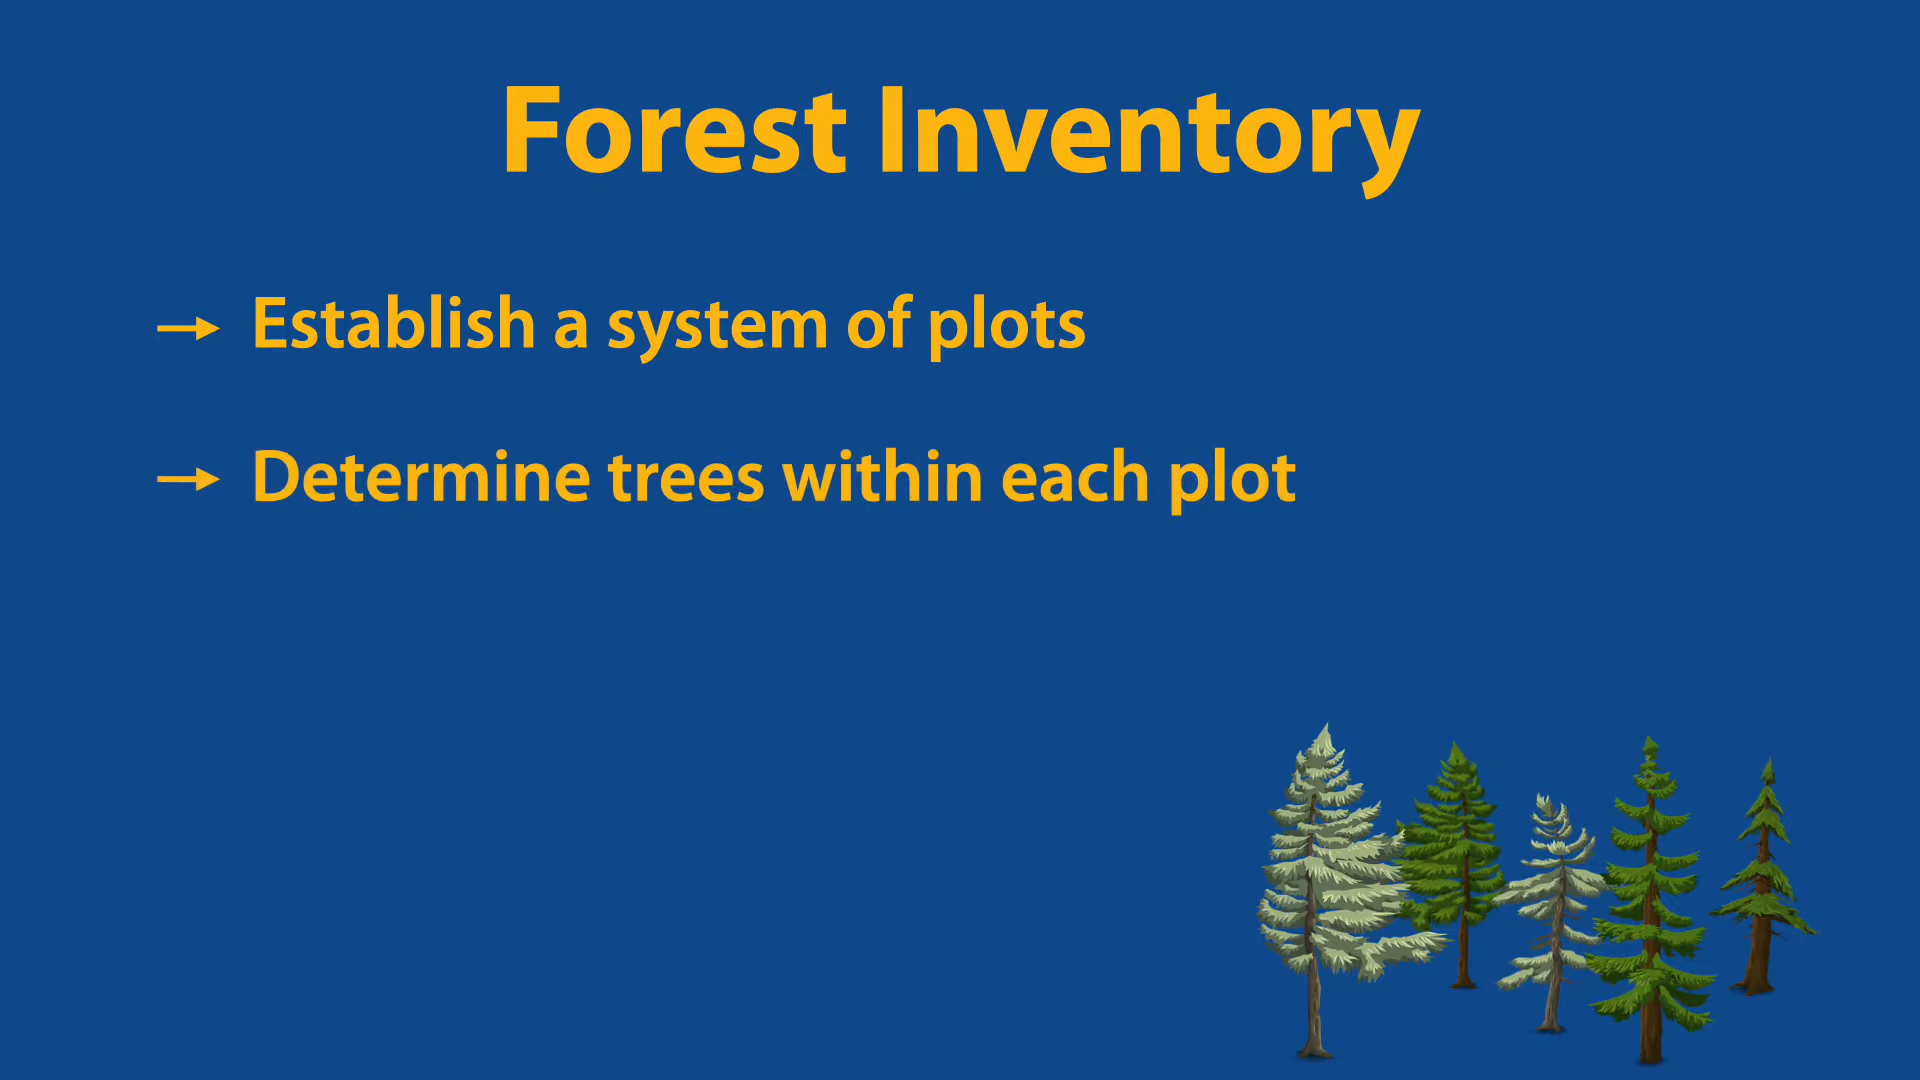 Forest Inventory
→ Establish a system of plots
→ Determine trees within each plot